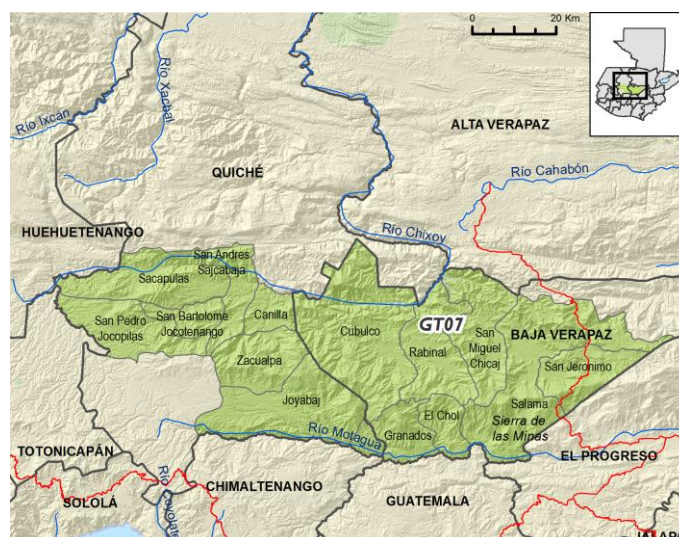 0
20 Km
Río Ixcán
Río Xacbal
ALTA VERAPAZ
QUICHÉ
Río Cahabón
HUEHUETENANGO
Río Chixoy
San Andres
Sajcabaja
Sacapulas
San Pedro
Jocopilas
San Bartolome
Jocotenango
Canilla
Cubulco
GT07
BAJA VERAPAZ
Rabinal
San
Miguel
Chicaj
Zacualpa
San Jeronimo
Joyabaj
El Chol
Salama
Sierra de
las Minas
Granados
Río Motagua
TOTONICAPÁN
EL PROGRESO
CHIMALTENANGO
GUATEMALA
SOLOLÁ